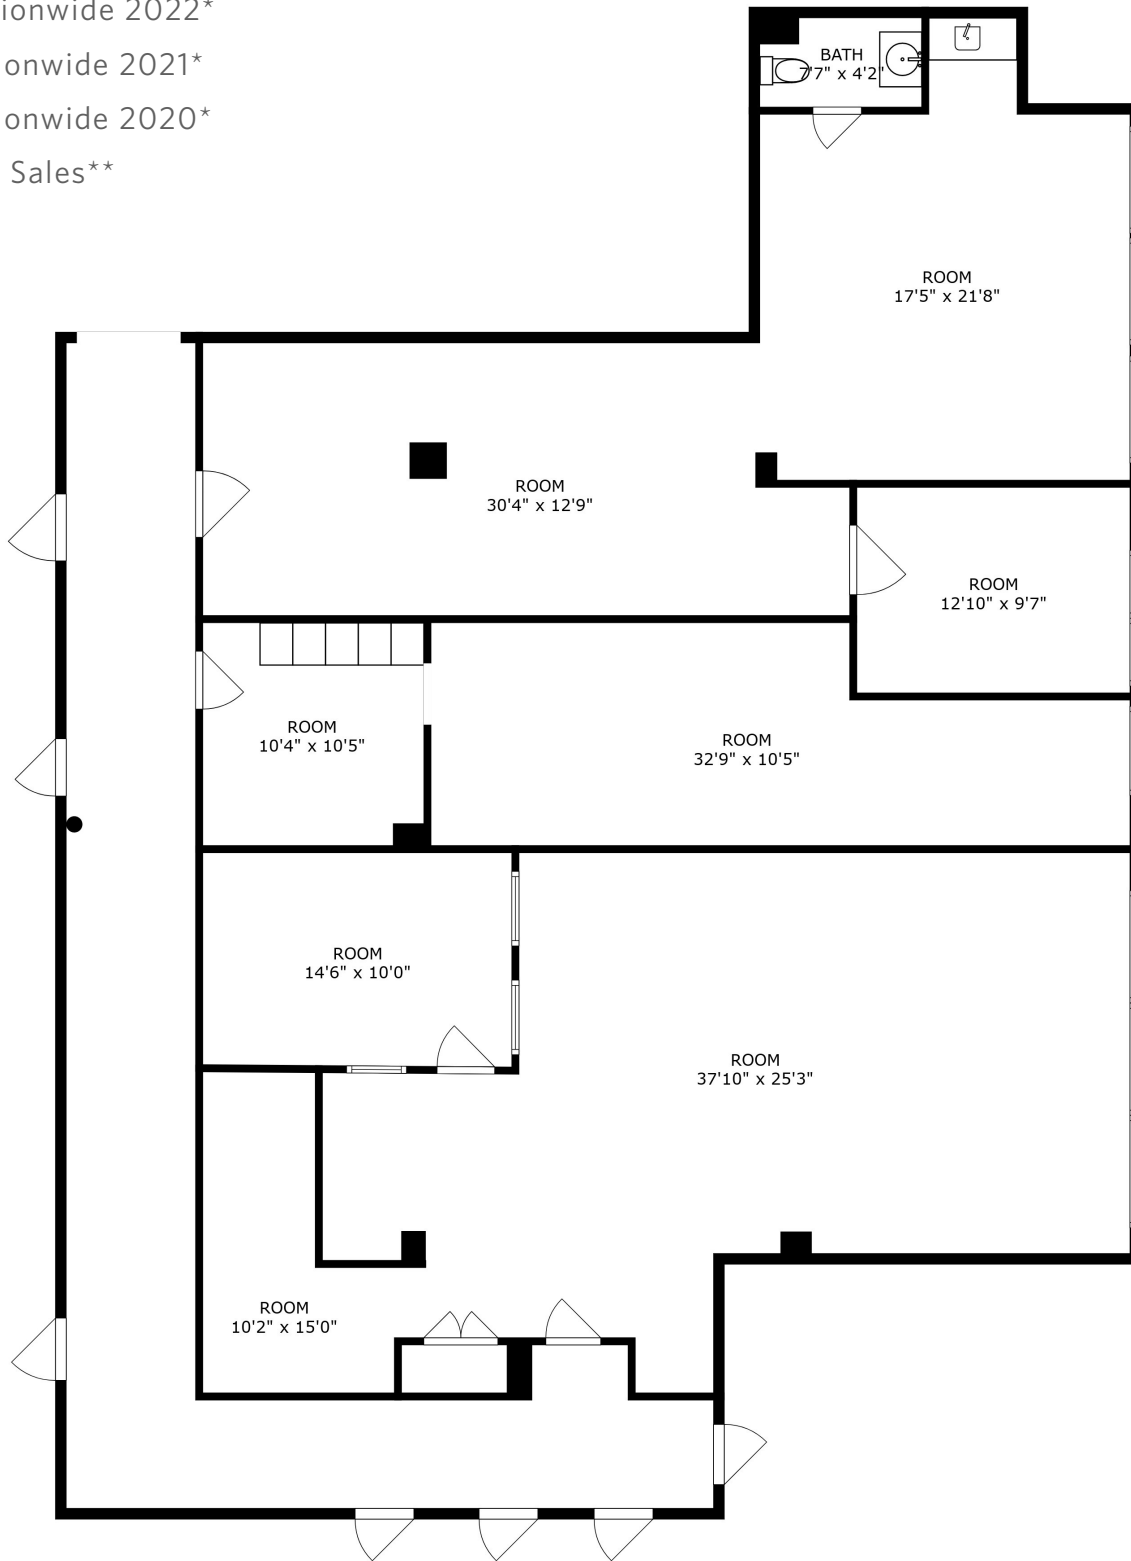 ionwide 2022*
onwide 2021*
onwide 2020*
Sales**
BATH
7'7" x 4'2"
ROOM
17'5" x 21'8"
ROOM
30'4" x 12'9"
ROOM
12'10" x 9'7"
ROOM
10'4" x 10'5"
ROOM
32'9" x 10'5"
ROOM
14'6" x 10'0"
ROOM
37'10" x 25'3"
ROOM
10'2" x 15'0"